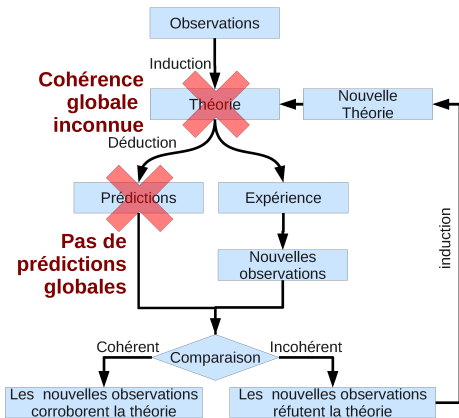 Observations
Induction
Cohérence
globale
inconnue
Théorie
Nouvelle
Théorie
Déduction
Prédictions
Expérience
Pas de
prédictions
globales
Nouvelles
observations
induction
Cohérent
Incohérent
Comparaison
Les nouvelles observations
corroborent la théorie
Les nouvelles observations
réfutent la théorie